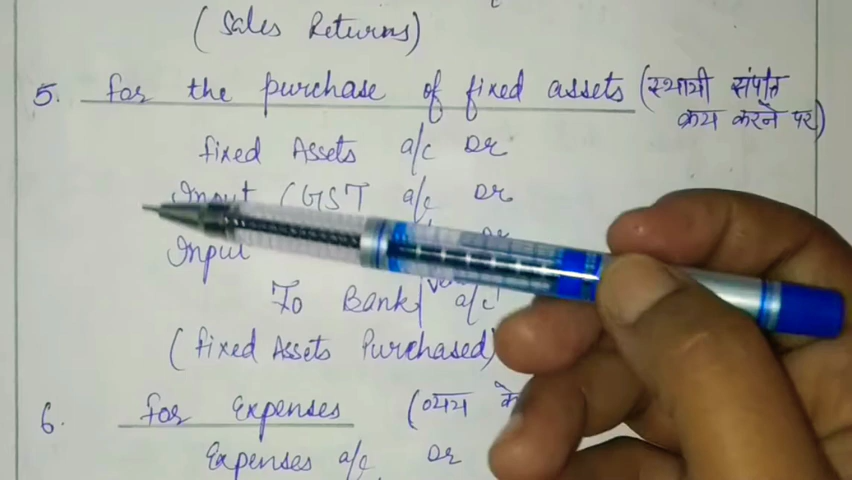 (Sales Returns)
5. For the purchase of fixed assets (स्थायी संपत्ति
क्रय करने पर)
fixed Assets a/c Dr
Input CGST a/c Dr
Input Dr
To Bank/ a/c
(fixed Assets Purchased)
6. For Expenses (व्यय के
Expenses a/c Dr